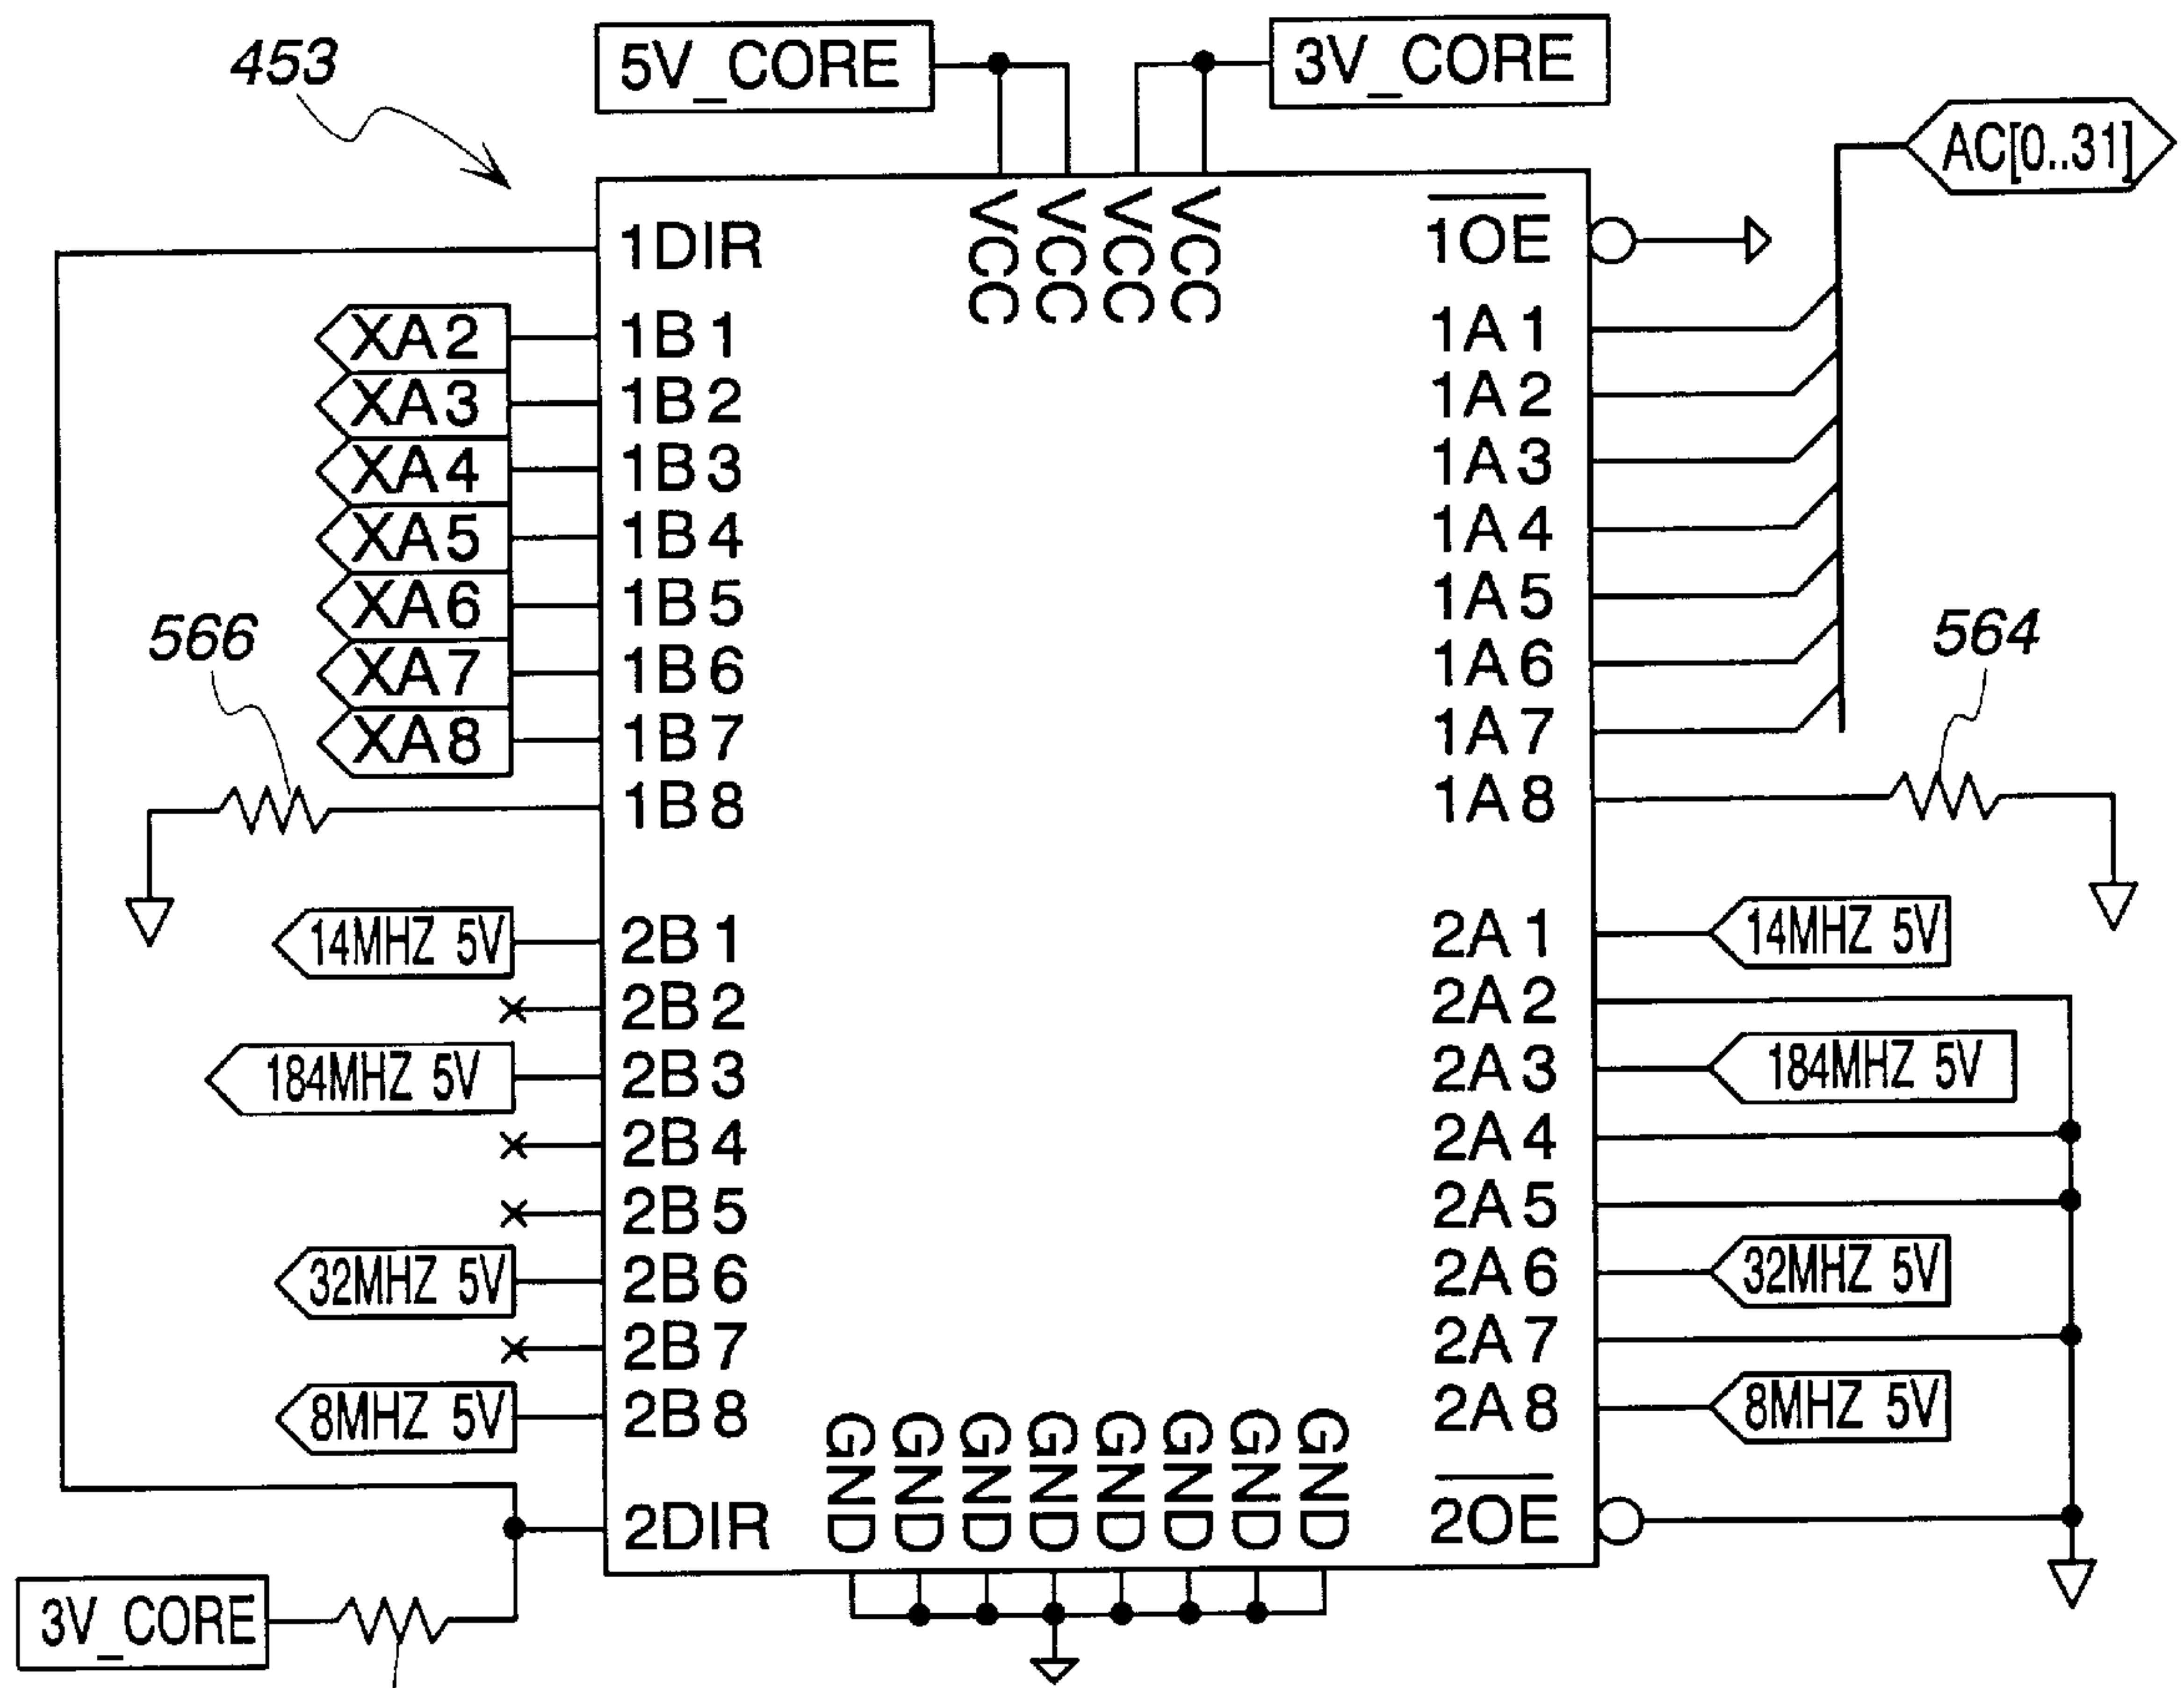 453
5V_CORE
3V_CORE
AC[0..31]
1DIR
VCC
VCC
VCC
VCC
1OE
XA2
1B1
1A1
XA3
1B2
1A2
XA4
1B3
1A3
XA5
1B4
1A4
XA6
1B5
1A5
566
564
XA7
1B6
1A6
XA8
1B7
1A7
1B8
1A8
14MHZ 5V
2B1
2A1
14MHZ 5V
2B2
2A2
184MHZ 5V
2B3
2A3
184MHZ 5V
2B4
2A4
2B5
2A5
32MHZ 5V
2B6
2A6
32MHZ 5V
2B7
2A7
8MHZ 5V
2B8
2A8
8MHZ 5V
GND
GND
GND
GND
GND
GND
GND
GND
2DIR
2OE
3V_CORE